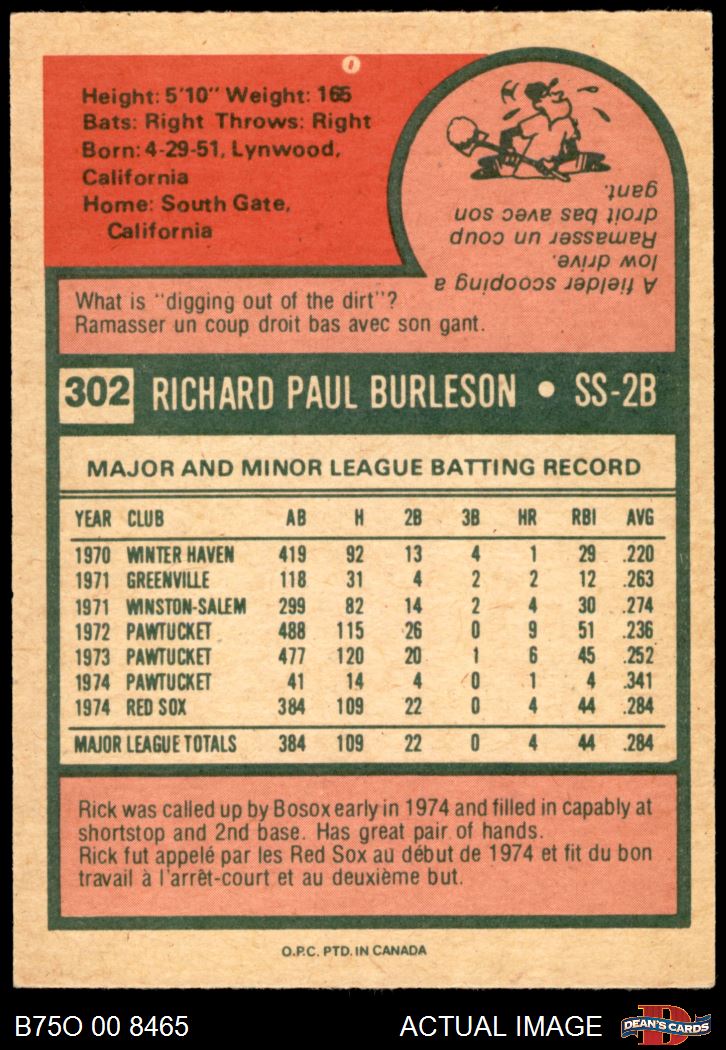 Height: 5'10" Weight: 165
Bats: Right Throws: Right
Born: 4-29-51, Lynwood,
California
Home: South Gate,
California
What is "digging out of the dirt"?
Ramasser un coup droit bas avec son gant.
A fielder scooping a
low drive.
Ramasser un coup
droit bas avec son
gant.
302 RICHARD PAUL BURLESON • SS-2B
MAJOR AND MINOR LEAGUE BATTING RECORD
YEAR CLUB AB H 2B 3B HR RBI AVG
1970 WINTER HAVEN 419 92 13 4 1 29 .220
1971 GREENVILLE 118 31 4 2 2 12 .263
1971 WINSTON-SALEM 299 82 14 2 4 30 .274
1972 PAWTUCKET 488 115 26 0 9 51 .236
1973 PAWTUCKET 477 120 20 1 6 45 .252
1974 PAWTUCKET 41 14 4 0 1 4 .341
1974 RED SOX 384 109 22 0 4 44 .284
MAJOR LEAGUE TOTALS 384 109 22 0 4 44 .284
Rick was called up by Bosox early in 1974 and filled in capably at
shortstop and 2nd base. Has great pair of hands.
Rick fut appelé par les Red Sox au début de 1974 et fit du bon
travail à l'arrêt-court et au deuxième but.
O.P.C. PTD. IN CANADA
B75O 00 8465 ACTUAL IMAGE DEAN'S CARDS